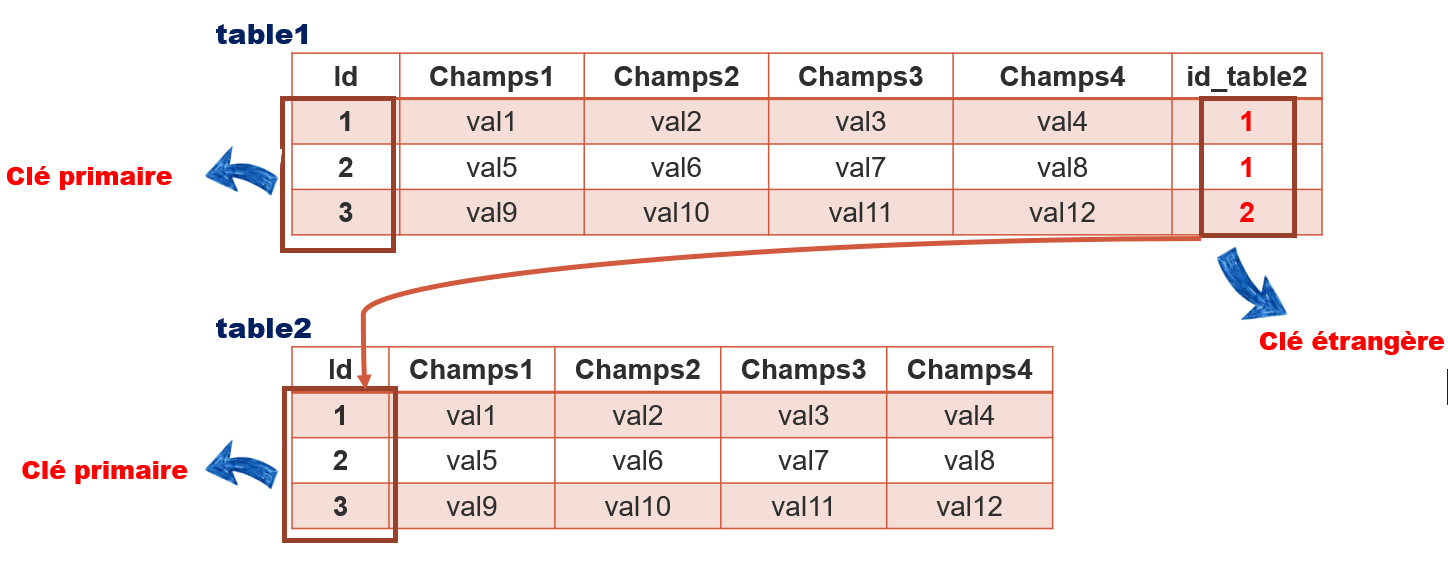 table1
Id Champs1 Champs2 Champs3 Champs4 id_table2
1 val1 val2 val3 val4 1
Clé primaire
2 val5 val6 val7 val8 1
3 val9 val10 val11 val12 2
table2
Clé étrangère
Id Champs1 Champs2 Champs3 Champs4
1 val1 val2 val3 val4
Clé primaire
2 val5 val6 val7 val8
3 val9 val10 val11 val12